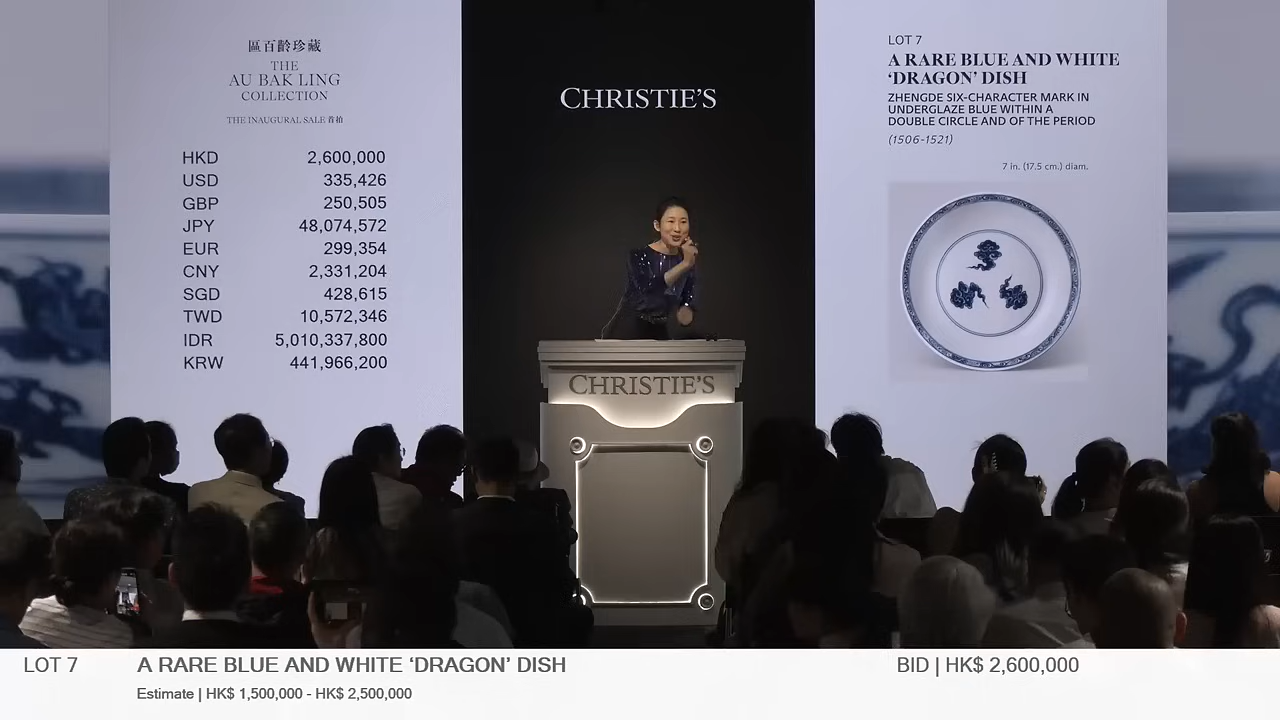 區百齡珍藏
THE
AU BAK LING
COLLECTION
THE INAUGURAL SALE 首拍
HKD 2,600,000
USD 335,426
GBP 250,505
JPY 48,074,572
EUR 299,354
CNY 2,331,204
SGD 428,615
TWD 10,572,346
IDR 5,010,337,800
KRW 441,966,200
CHRISTIE'S
CHRISTIE'S
LOT 7
A RARE BLUE AND WHITE
‘DRAGON’ DISH
ZHENGDE SIX-CHARACTER MARK IN
UNDERGLAZE BLUE WITHIN A
DOUBLE CIRCLE AND OF THE PERIOD
(1506-1521)
7 in. (17.5 cm.) diam.
LOT 7 A RARE BLUE AND WHITE ‘DRAGON’ DISH BID | HK$ 2,600,000
Estimate | HK$ 1,500,000 - HK$ 2,500,000